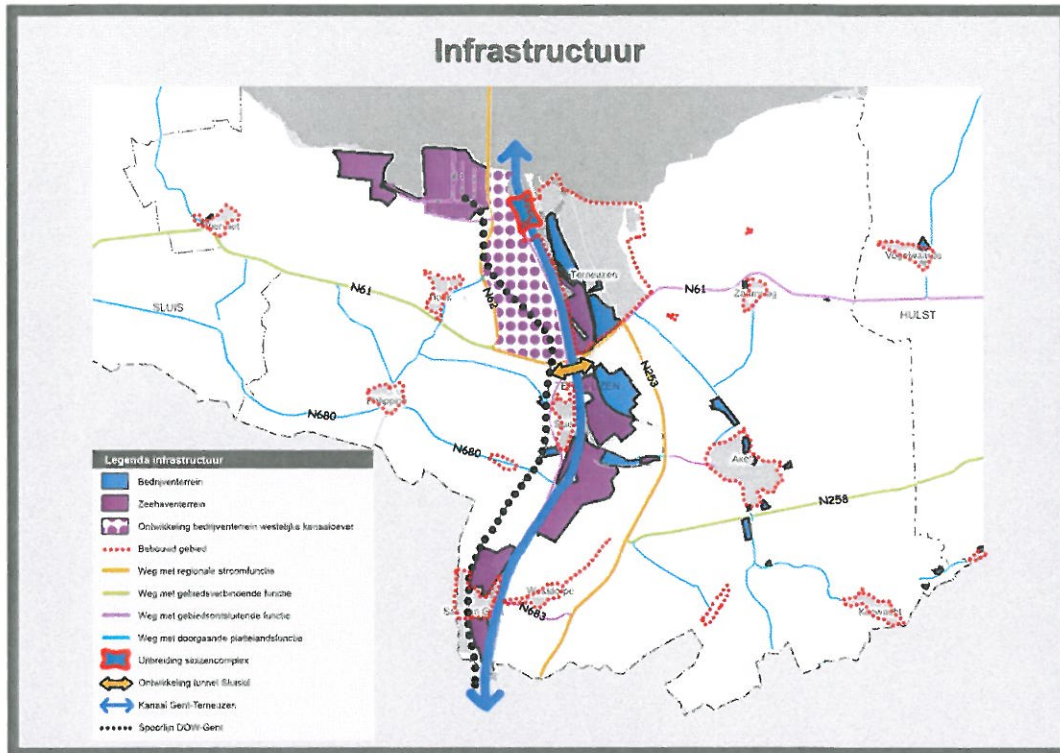 Infrastructuur
N61
N62
SLUIS
Terneuzen
N61
HULST
N253
N680
N680
Axel
N258
N683
Legenda infrastructuur
Bedrijventerrein
Zeehaventerrein
Ontwikkeling bedrijventerrein westelijke kanaaloever
Bebouwd gebied
Weg met regionale stroomfunctie
Weg met gebiedsverbindende functie
Weg met gebiedsontsluitende functie
Weg met doorgaande plattelandsfunctie
Uitbreiding sluizencomplex
Ontwikkeling tunnel Sluiskil
Kanaal Gent-Terneuzen
Spoorlijn DOW-Gent